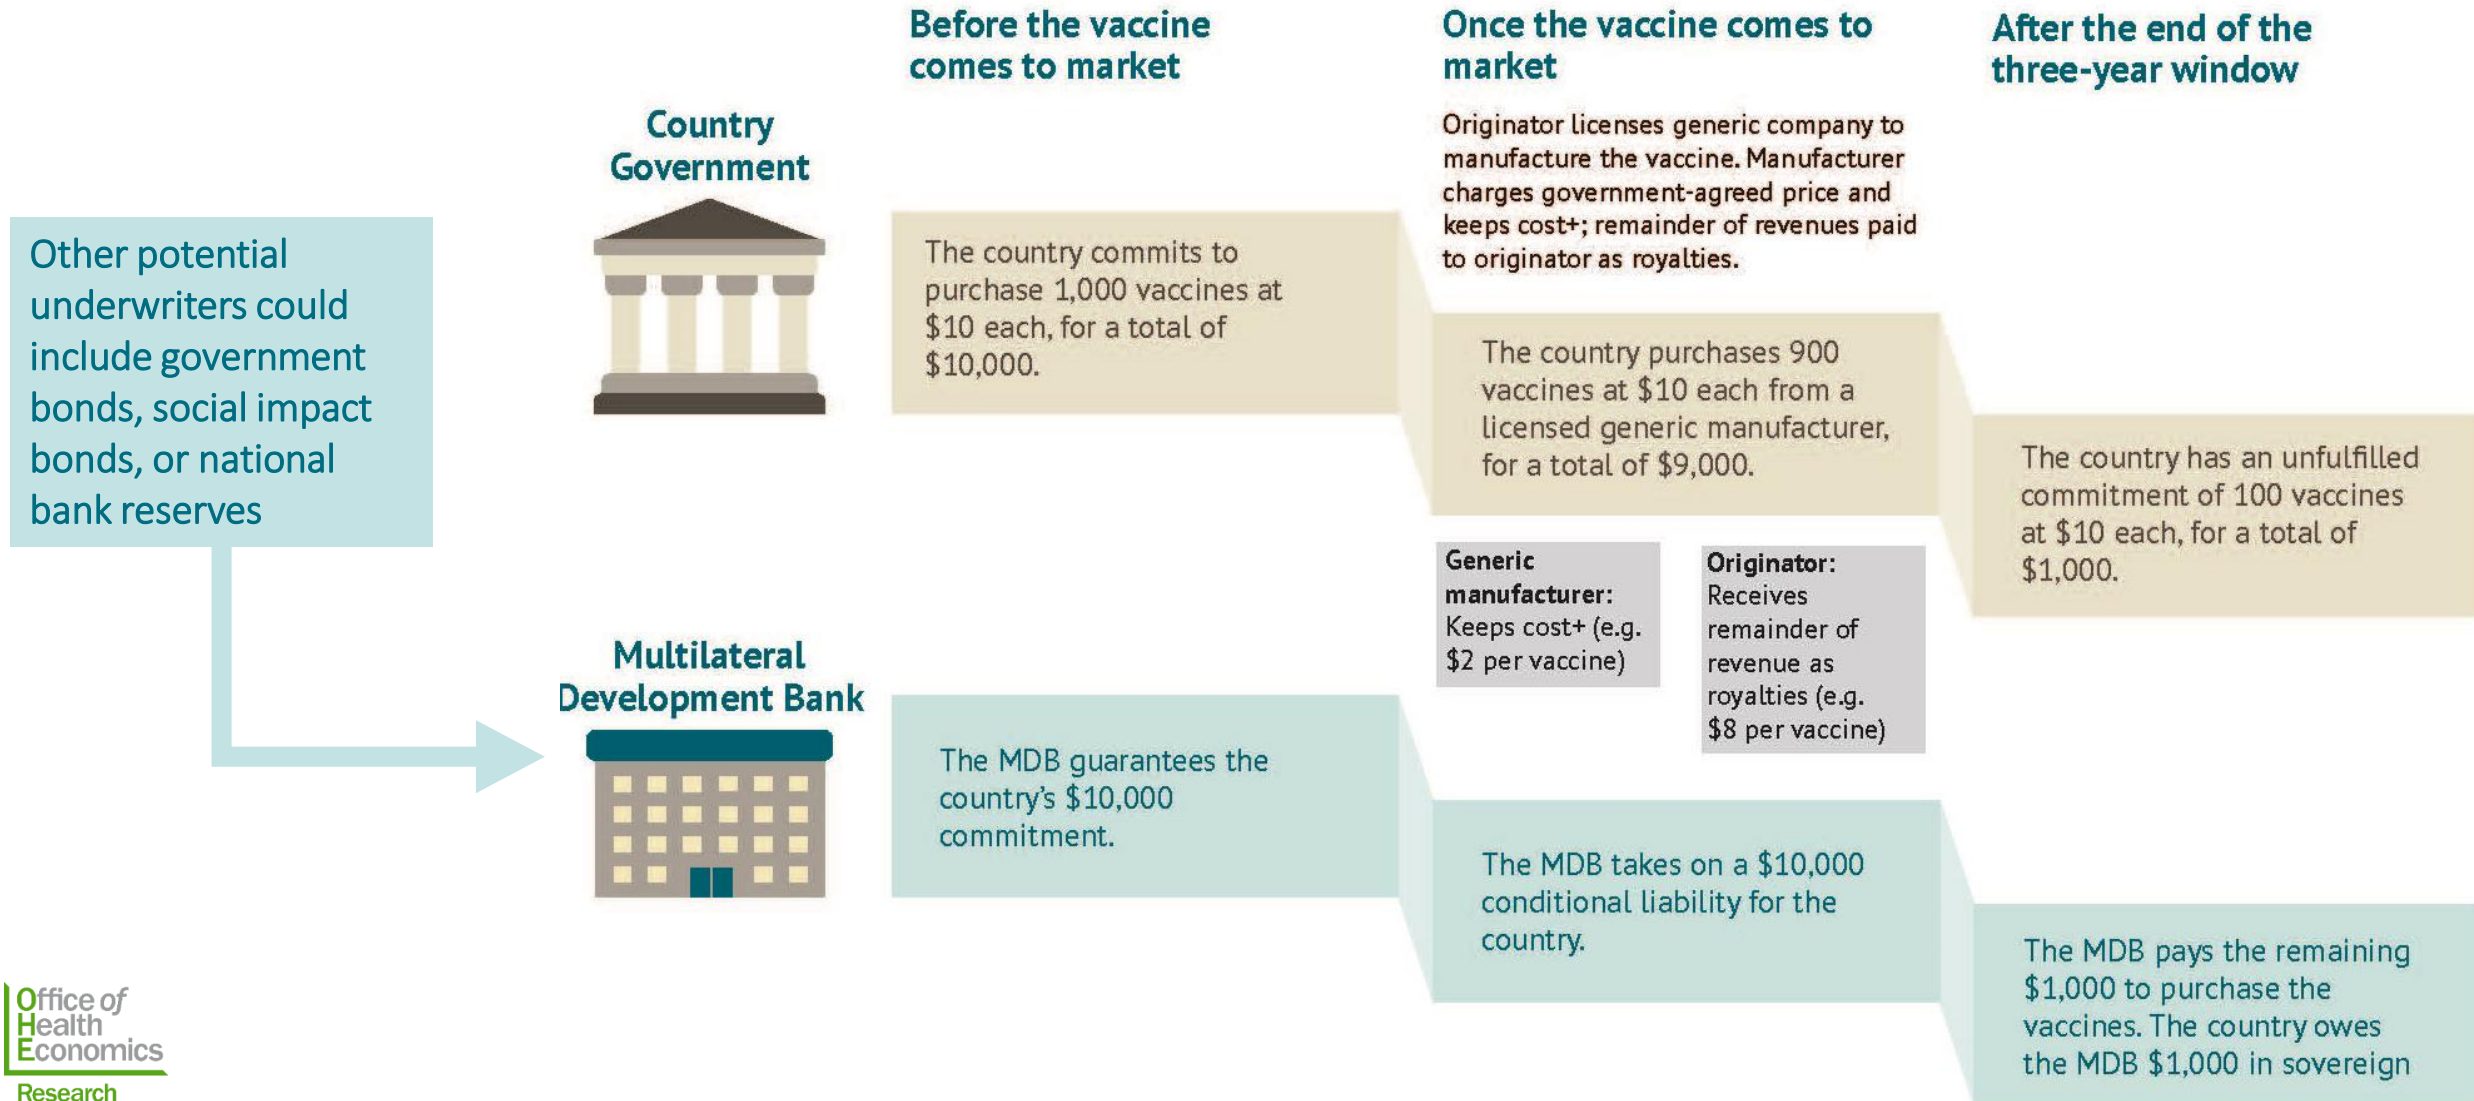 Before the vaccine
comes to market
Once the vaccine comes to
market
After the end of the
three-year window
Country
Government
Originator licenses generic company to
manufacture the vaccine. Manufacturer
charges government-agreed price and
keeps cost+; remainder of revenues paid
to originator as royalties.
Other potential
underwriters could
include government
bonds, social impact
bonds, or national
bank reserves
The country commits to
purchase 1,000 vaccines at
$10 each, for a total of
$10,000.
The country purchases 900
vaccines at $10 each from a
licensed generic manufacturer,
for a total of $9,000.
The country has an unfulfilled
commitment of 100 vaccines
at $10 each, for a total of
$1,000.
Generic
manufacturer:
Keeps cost+ (e.g.
$2 per vaccine)
Originator:
Receives
remainder of
revenue as
royalties (e.g.
$8 per vaccine)
Multilateral
Development Bank
The MDB guarantees the
country's $10,000
commitment.
The MDB takes on a $10,000
conditional liability for the
country.
The MDB pays the remaining
$1,000 to purchase the
vaccines. The country owes
the MDB $1,000 in sovereign
Office of
Health
Economics
Research